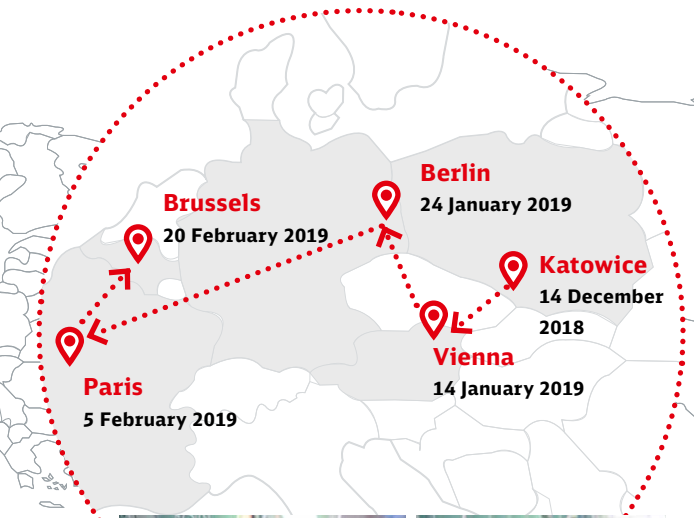 Berlin
24 January 2019
Brussels
20 February 2019
Katowice
14 December
2018
Vienna
14 January 2019
Paris
5 February 2019